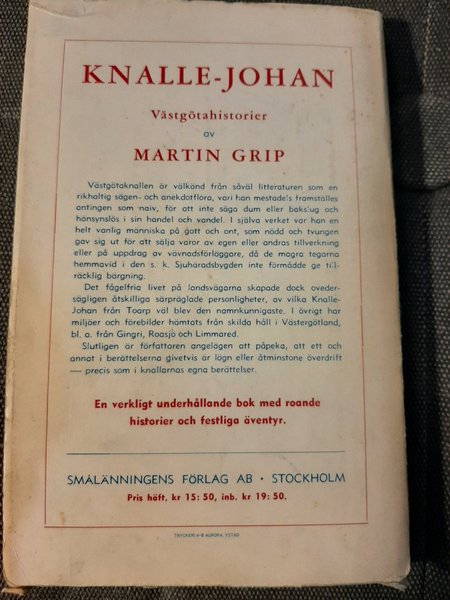 KNALLE-JOHAN
Västgötahistorier
av
MARTIN GRIP
Västgötaknallen är välkänd från såväl litteraturen som en
rikhaltig sägen- och anekdotflora, vari han mestadels framställes
antingen som naiv, för att inte säga dum eller bakslug och
hänsynslös i sin handel och vandel. I själva verket var han en
helt vanlig människa på gott och ont, som nödd och tvungen
gav sig ut för att sälja varor av egen eller andras tillverkning
eller på uppdrag av vävnadsförläggare, då de magra tegarna
hemmavid i den s. k. Sjuhäradsbygden inte förmådde ge till-
räcklig bärgning.
Det fågelfria livet på landsvägarna skapade dock oveder-
sägligen åtskilliga särpräglade personligheter, av vilka Knalle-
Johan från Toarp väl blev den namnkunnigaste. I övrigt har
miljöer och förebilder hämtats från skilda håll i Västergötland,
bl. a. från Gingri, Roasjö och Limmared.
Slutligen är författaren angelägen att påpeka, att ett och
annat i berättelserna givetvis är lögn eller åtminstone överdrift
— precis som i knallarnas egna berättelser.
En verkligt underhållande bok med roande
historier och festliga äventyr.
SMÅLÄNNINGENS FÖRLAG AB • STOCKHOLM
Pris häft. kr 15: 50, inb. kr 19: 50.
TRYCKERI A-B AURORA, YSTAD